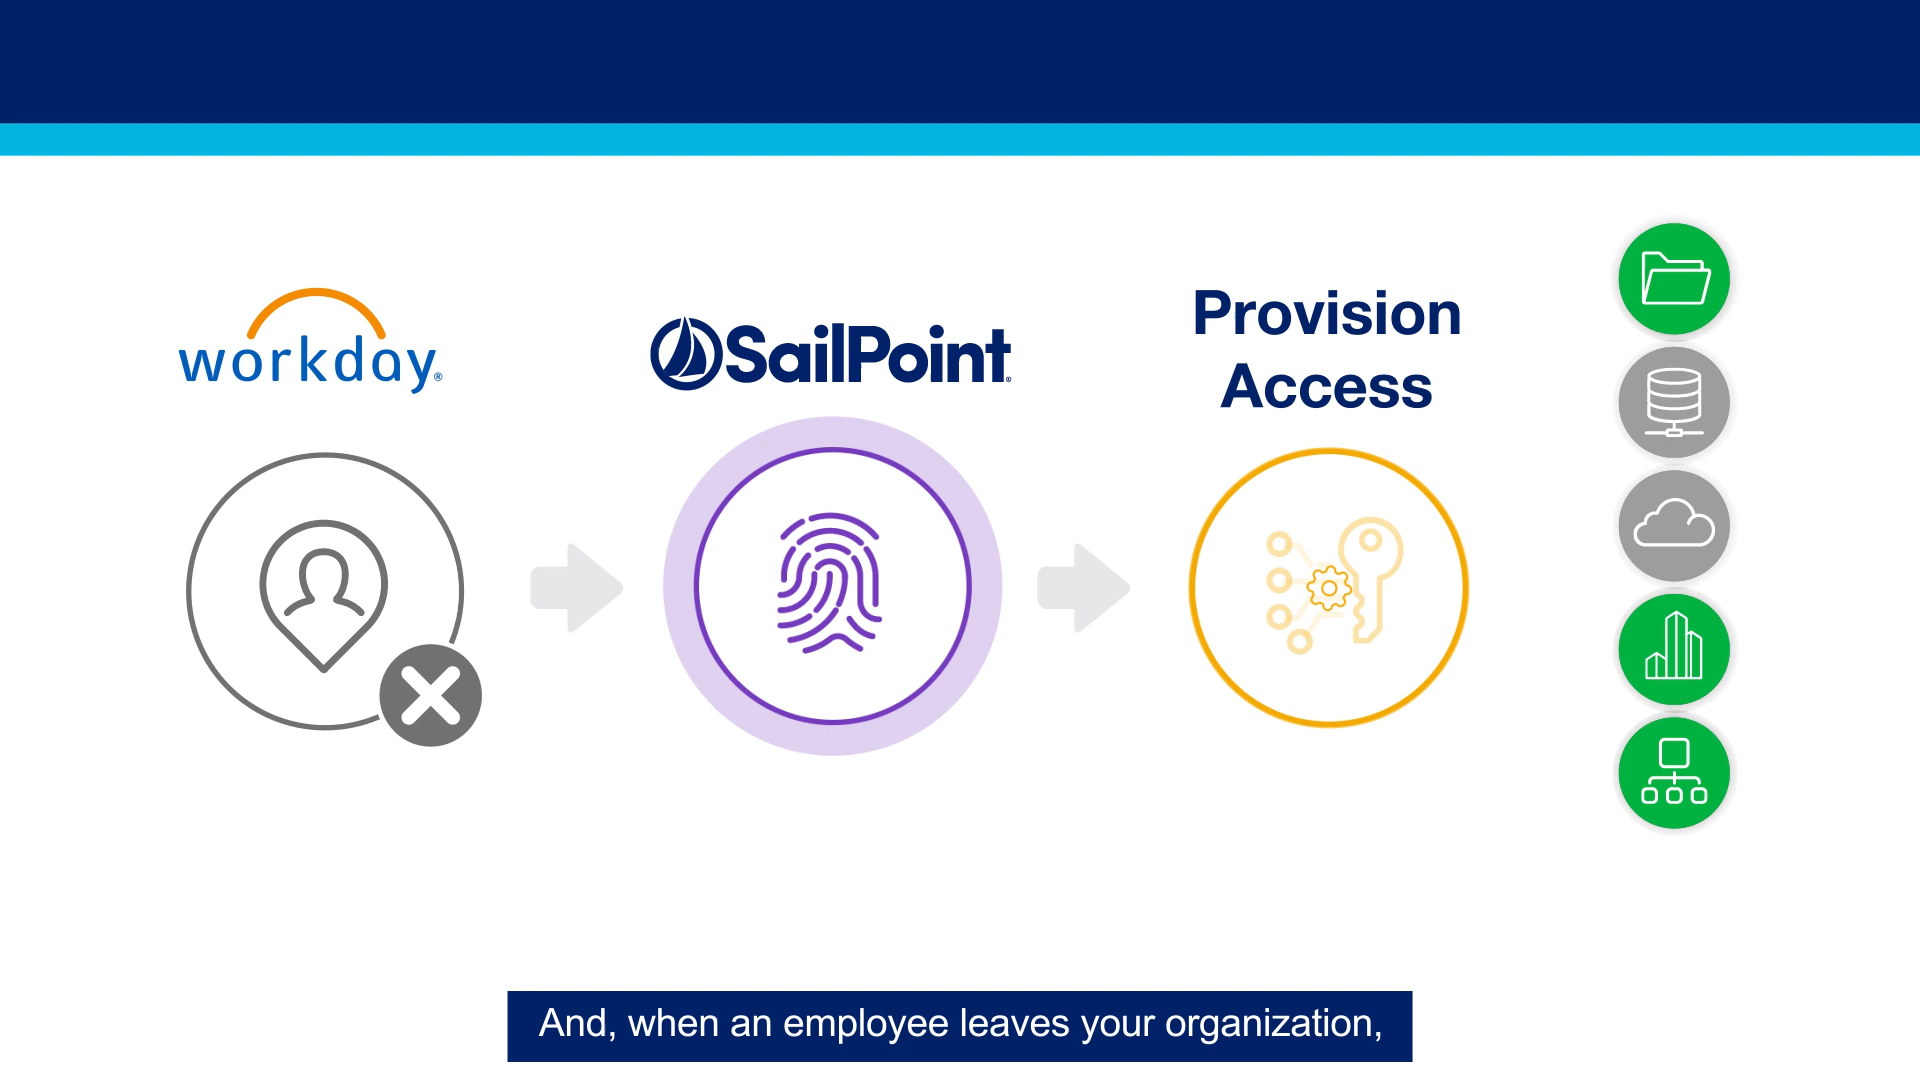 workday®
SailPoint®
Provision
Access
And, when an employee leaves your organization,